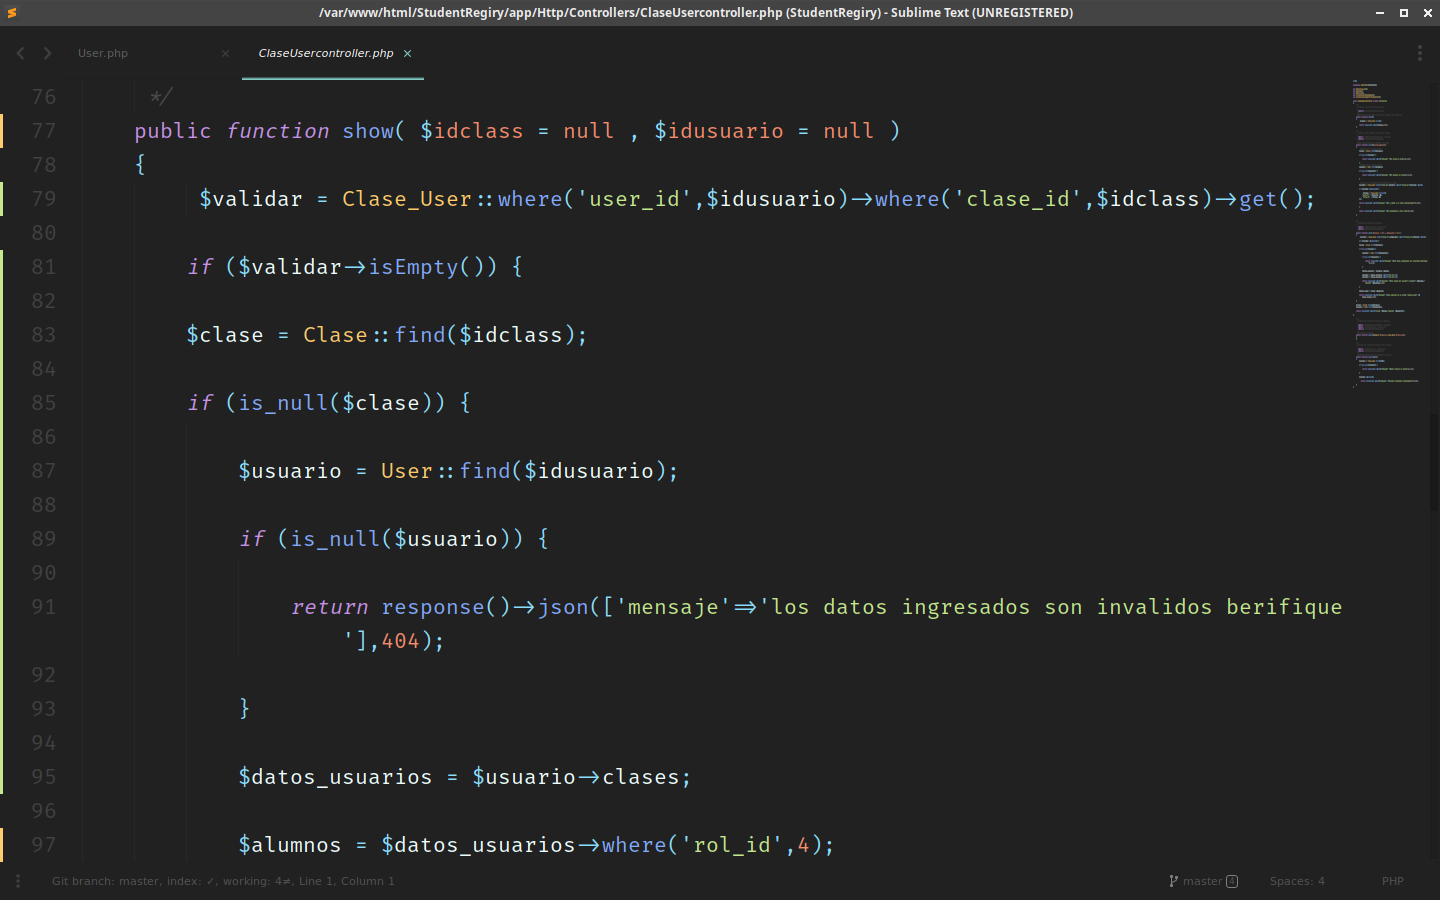 /var/www/html/StudentRegiry/app/Http/Controllers/ClaseUsercontroller.php (StudentRegiry) - Sublime Text (UNREGISTERED)
User.php × ClaseUsercontroller.php ×
76 */
77 public function show( $idclass = null , $idusuario = null )
78 {
79 $validar = Clase_User::where('user_id',$idusuario)->where('clase_id',$idclass)->get();
80
81 if ($validar->isEmpty()) {
82
83 $clase = Clase::find($idclass);
84
85 if (is_null($clase)) {
86
87 $usuario = User::find($idusuario);
88
89 if (is_null($usuario)) {
90
91 return response()->json(['mensaje'=>'los datos ingresados son invalidos berifique
'],404);
92
93 }
94
95 $datos_usuarios = $usuario->clases;
96
97 $alumnos = $datos_usuarios->where('rol_id',4);
Git branch: master, index: ✓, working: 4≠, Line 1, Column 1 master 4 Spaces: 4 PHP